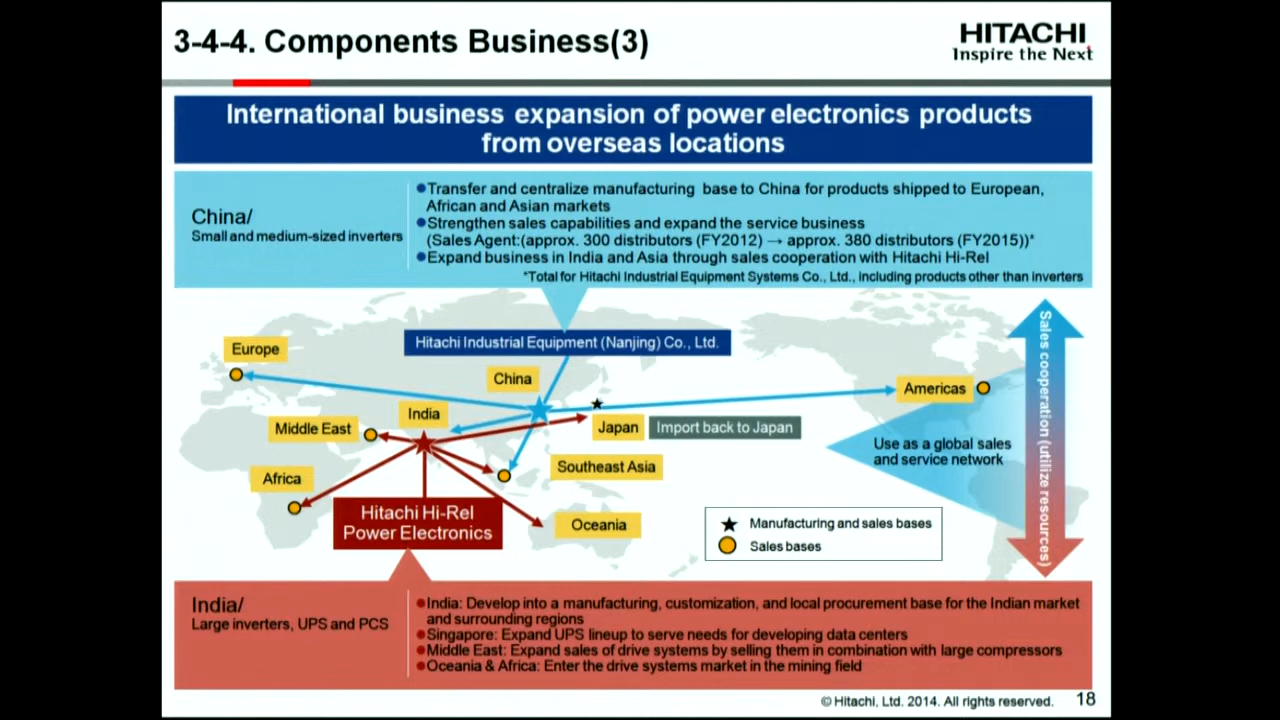 3-4-4. Components Business(3)
HITACHI
Inspire the Next
International business expansion of power electronics products
from overseas locations
China/
Small and medium-sized inverters
●Transfer and centralize manufacturing base to China for products shipped to European,
African and Asian markets
●Strengthen sales capabilities and expand the service business
(Sales Agent:(approx. 300 distributors (FY2012) → approx. 380 distributors (FY2015))*
●Expand business in India and Asia through sales cooperation with Hitachi Hi-Rel
*Total for Hitachi Industrial Equipment Systems Co., Ltd., including products other than inverters
Hitachi Industrial Equipment (Nanjing) Co., Ltd.
Europe
China
Americas
India
Middle East
Japan
Import back to Japan
Use as a global sales
and service network
Southeast Asia
Africa
Hitachi Hi-Rel
Power Electronics
Oceania
Sales cooperation (utilize resources)
Manufacturing and sales bases
Sales bases
India/
Large inverters, UPS and PCS
●India: Develop into a manufacturing, customization, and local procurement base for the Indian market
and surrounding regions
●Singapore: Expand UPS lineup to serve needs for developing data centers
●Middle East: Expand sales of drive systems by selling them in combination with large compressors
●Oceania & Africa: Enter the drive systems market in the mining field
© Hitachi, Ltd. 2014. All rights reserved.
18